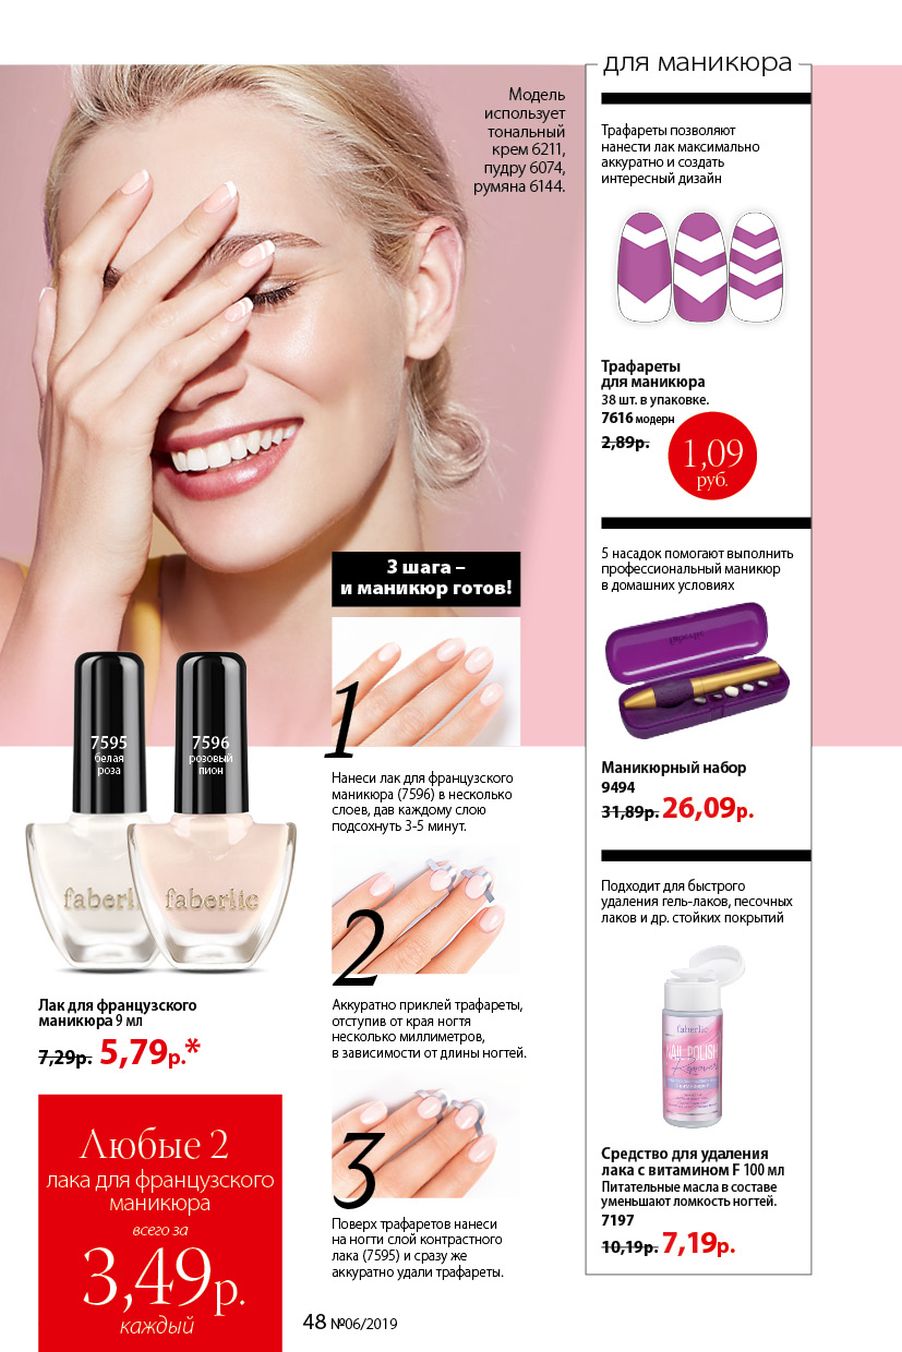 Модель
использует
тональный
крем 6211,
пудру 6074,
румяна 6144.
3 шага –
и маникюр готов!
1
Нанеси лак для французского
маникюра (7596) в несколько
слоев, дав каждому слою
подсохнуть 3-5 минут.
2
Аккуратно приклей трафареты,
отступив от края ногтя
несколько миллиметров,
в зависимости от длины ногтей.
3
Поверх трафаретов нанеси
на ногти слой контрастного
лака (7595) и сразу же
аккуратно удали трафареты.
7595
белая
роза
7596
розовый
пион
faberli
faberlic
Лак для французского
маникюра 9 мл
7,29р. 5,79р.*
Любые 2
лака для французского
маникюра
всего за
3,49р.
каждый
48 №06/2019
для маникюра
Трафареты позволяют
нанести лак максимально
аккуратно и создать
интересный дизайн
Трафареты
для маникюра
38 шт. в упаковке.
7616 модерн
2,89р.
1,09
руб.
5 насадок помогают выполнить
профессиональный маникюр
в домашних условиях
faberlic
Маникюрный набор
9494
31,89р. 26,09р.
Подходит для быстрого
удаления гель-лаков, песочных
лаков и др. стойких покрытий
faberlic
NAIL POLISH
Remover
Средство для удаления
лака с витамином F 100 мл
Питательные масла в составе
уменьшают ломкость ногтей.
7197
10,19р. 7,19р.